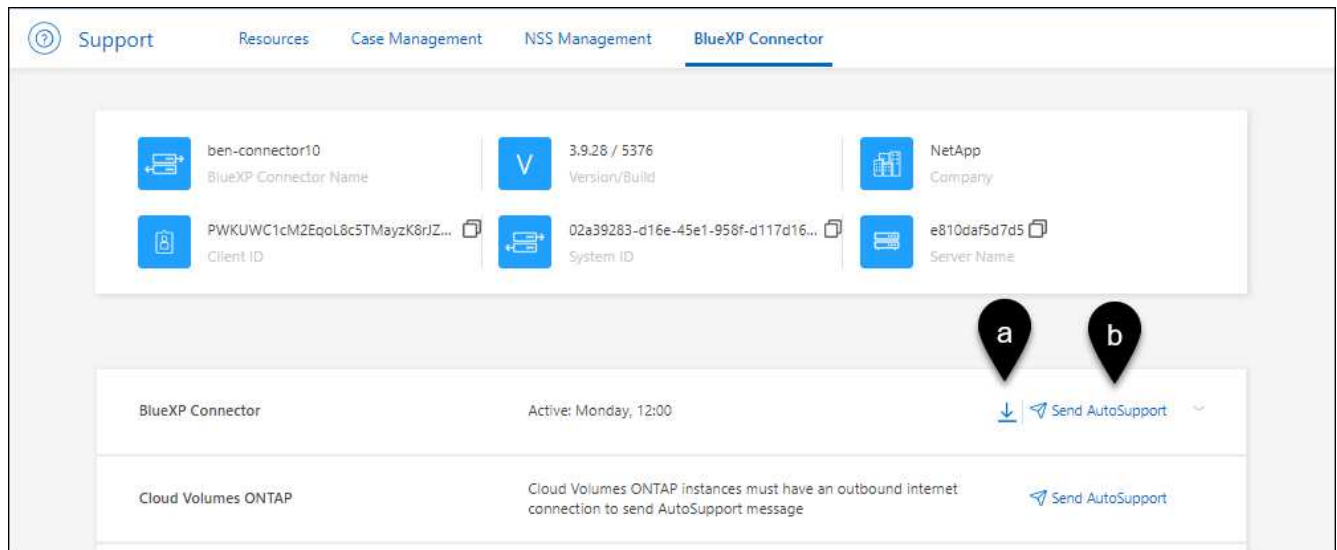 Support Resources Case Management NSS Management BlueXP Connector
ben-connector10
BlueXP Connector Name
V
3.9.28 / 5376
Version/Build
NetApp
Company
PWKUWC1cM2EqoL8c5TMayzK8rJZ...
Client ID
02a39283-d16e-45e1-958f-d117d16...
System ID
e810daf5d7d5
Server Name
a b
BlueXP Connector Active: Monday, 12:00 Send AutoSupport
Cloud Volumes ONTAP
Cloud Volumes ONTAP instances must have an outbound internet
connection to send AutoSupport message
Send AutoSupport